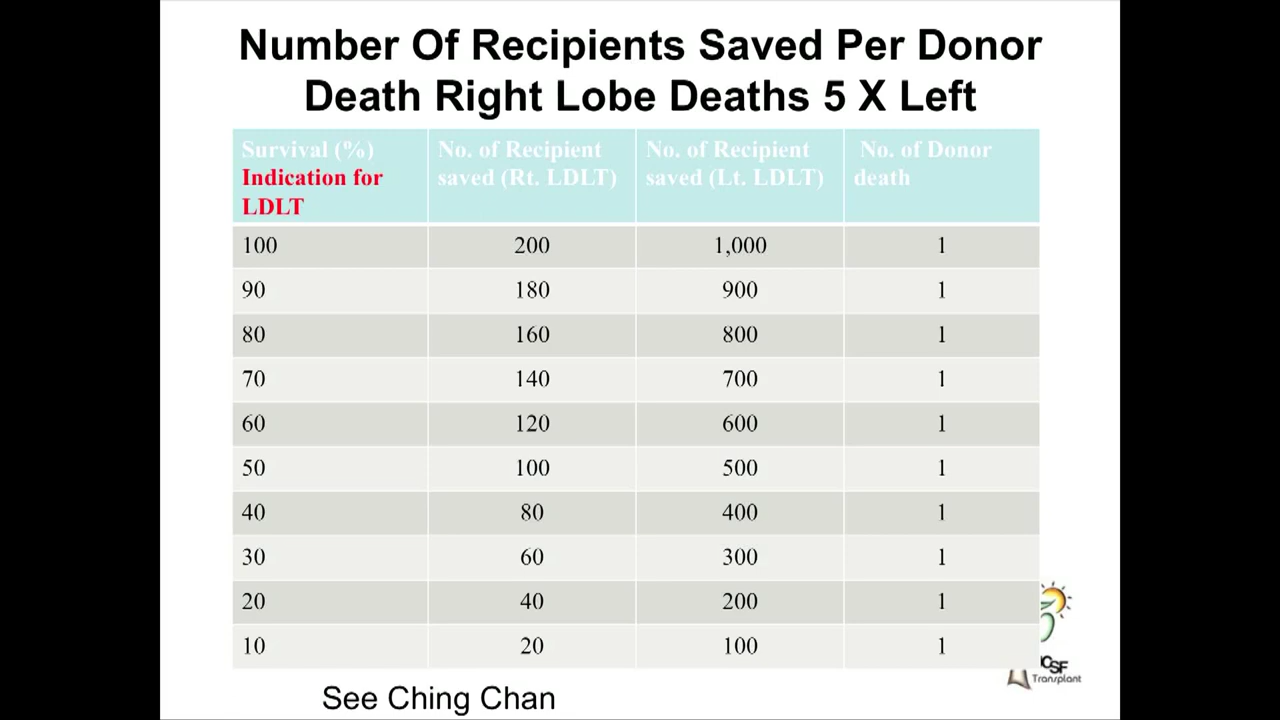 Number Of Recipients Saved Per Donor
Death Right Lobe Deaths 5 X Left
Survival (%) No. of Recipient No. of Recipient No. of Donor
Indication for saved (Rt. LDLT) saved (Lt. LDLT) death
LDLT
100 200 1,000 1
90 180 900 1
80 160 800 1
70 140 700 1
60 120 600 1
50 100 500 1
40 80 400 1
30 60 300 1
20 40 200 1
10 20 100 1
Transplant
See Ching Chan